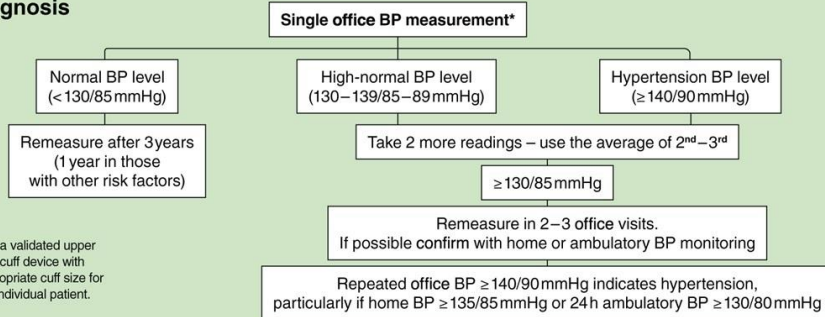 gnosis
Single office BP measurement*
Normal BP level
(<130/85 mmHg)
High-normal BP level
(130–139/85–89 mmHg)
Hypertension BP level
(≥140/90 mmHg)
Remeasure after 3 years
(1 year in those
with other risk factors)
Take 2 more readings – use the average of 2nd–3rd
≥130/85 mmHg
Remeasure in 2–3 office visits.
If possible confirm with home or ambulatory BP monitoring
Repeated office BP ≥140/90 mmHg indicates hypertension,
particularly if home BP ≥135/85 mmHg or 24 h ambulatory BP ≥130/80 mmHg
a validated upper
cuff device with
opriate cuff size for
ndividual patient.